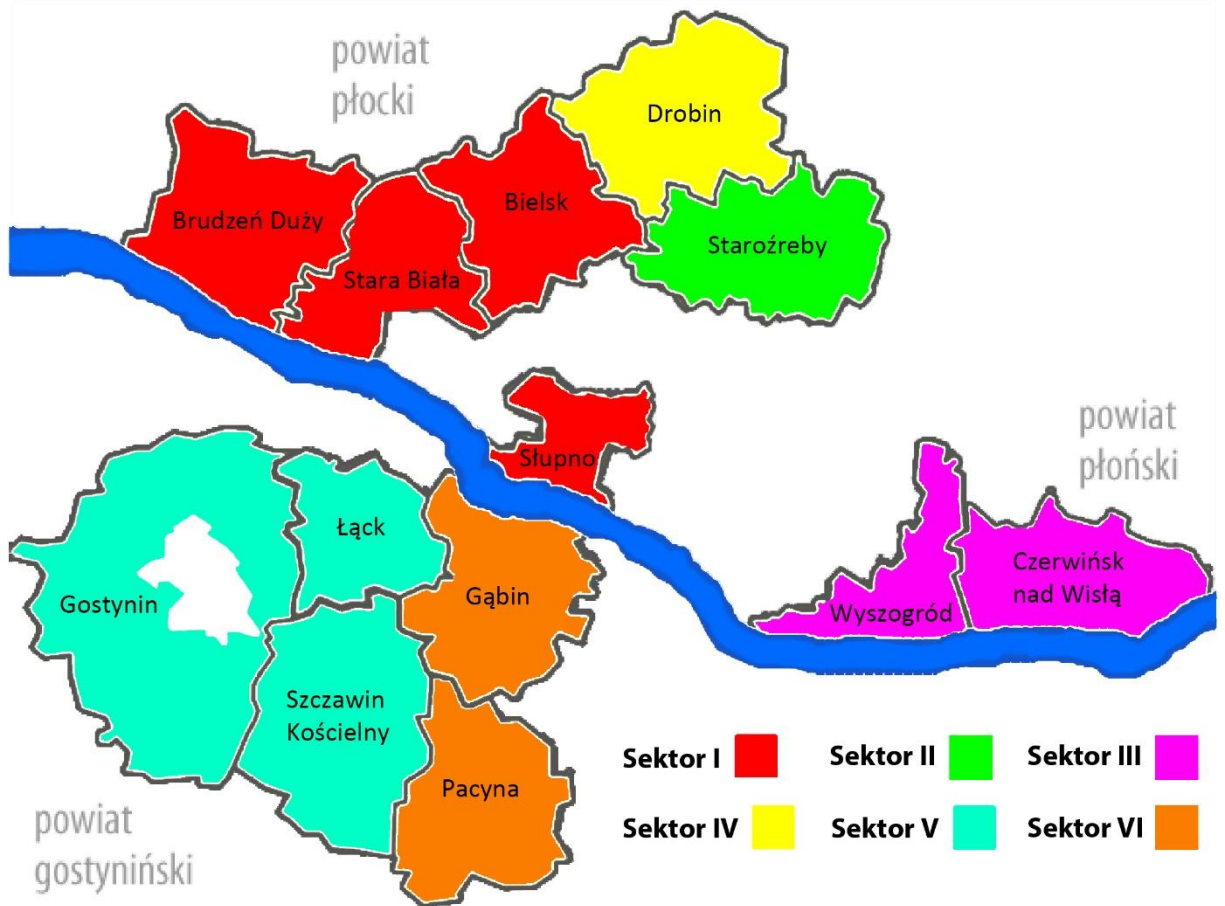 powiat
płocki
Drobin
Brudzeń Duży
Bielsk
Stara Biała
Staroźreby
powiat
płoński
Słupno
Łąck
Gostynin
Gąbin
Czerwińsk
nad Wisłą
Wyszogród
Szczawin
Kościelny
Pacyna
Sektor I
Sektor II
Sektor III
Sektor IV
Sektor V
Sektor VI
powiat
gostyniński